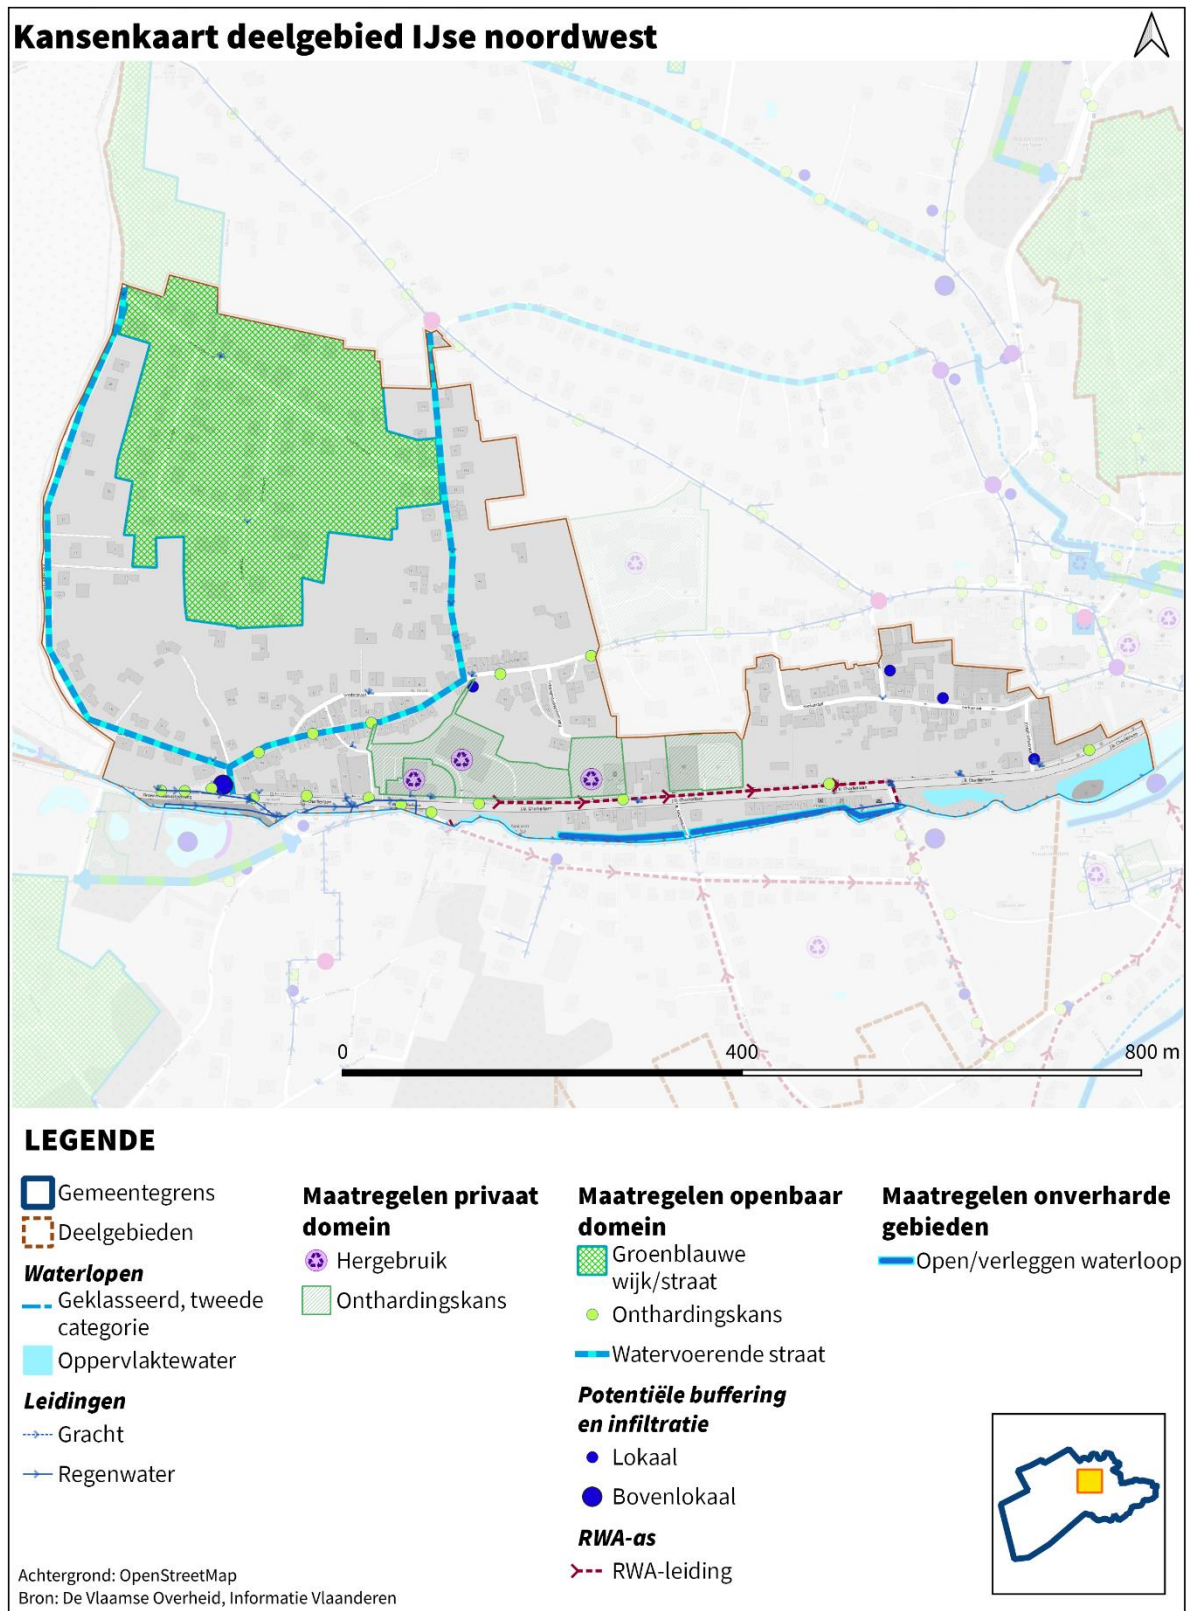 Kansenkaart deelgebied IJse noordwest
0
400
800 m
LEGENDE
Gemeentegrens
Deelgebieden
Waterlopen
Geklasseerd, tweede
categorie
Oppervlaktewater
Leidingen
Gracht
Regenwater
Maatregelen privaat
domein
Hergebruik
Onthardingskans
Maatregelen openbaar
domein
Groenblauwe
wijk/straat
Onthardingskans
Watervoerende straat
Potentiële buffering
en infiltratie
Lokaal
Bovenlokaal
RWA-as
RWA-leiding
Maatregelen onverharde
gebieden
Open/verleggen waterloop
Achtergrond: OpenStreetMap
Bron: De Vlaamse Overheid, Informatie Vlaanderen